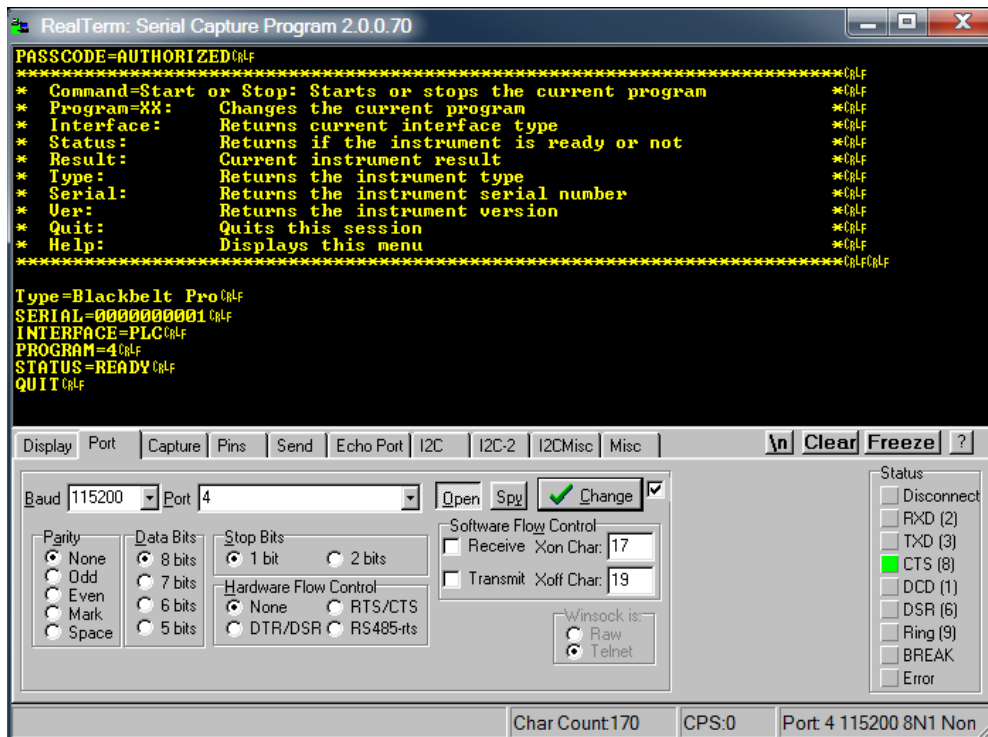 RealTerm: Serial Capture Program 2.0.0.70
PASSCODE=AUTHORIZEDCRLF
*************************************************************************CRLF
* Command=Start or Stop: Starts or stops the current program *CRLF
* Program=XX: Changes the current program *CRLF
* Interface: Returns current interface type *CRLF
* Status: Returns if the instrument is ready or not *CRLF
* Result: Current instrument result *CRLF
* Type: Returns the instrument type *CRLF
* Serial: Returns the instrument serial number *CRLF
* Ver: Returns the instrument version *CRLF
* Quit: Quits this session *CRLF
* Help: Displays this menu *CRLF
*************************************************************************CRLFCRLF
Type=Blackbelt ProCRLF
SERIAL=0000000001CRLF
INTERFACE=PLCCRLF
PROGRAM=4CRLF
STATUS=READYCRLF
QUITCRLF
Display Port Capture Pins Send Echo Port I2C I2C-2 I2CMisc Misc \n Clear Freeze ?
Baud 115200 Port 4 Open Spy Change
Parity
None
Odd
Even
Mark
Space
Data Bits
8 bits
7 bits
6 bits
5 bits
Stop Bits
1 bit 2 bits
Hardware Flow Control
None RTS/CTS
DTR/DSR RS485-rts
Software Flow Control
Receive Xon Char: 17
Transmit Xoff Char: 19
Winsock is:
Raw
Telnet
Status
Disconnect
RXD (2)
TXD (3)
CTS (8)
DCD (1)
DSR (6)
Ring (9)
BREAK
Error
Char Count:170 CPS:0 Port: 4 115200 8N1 Non